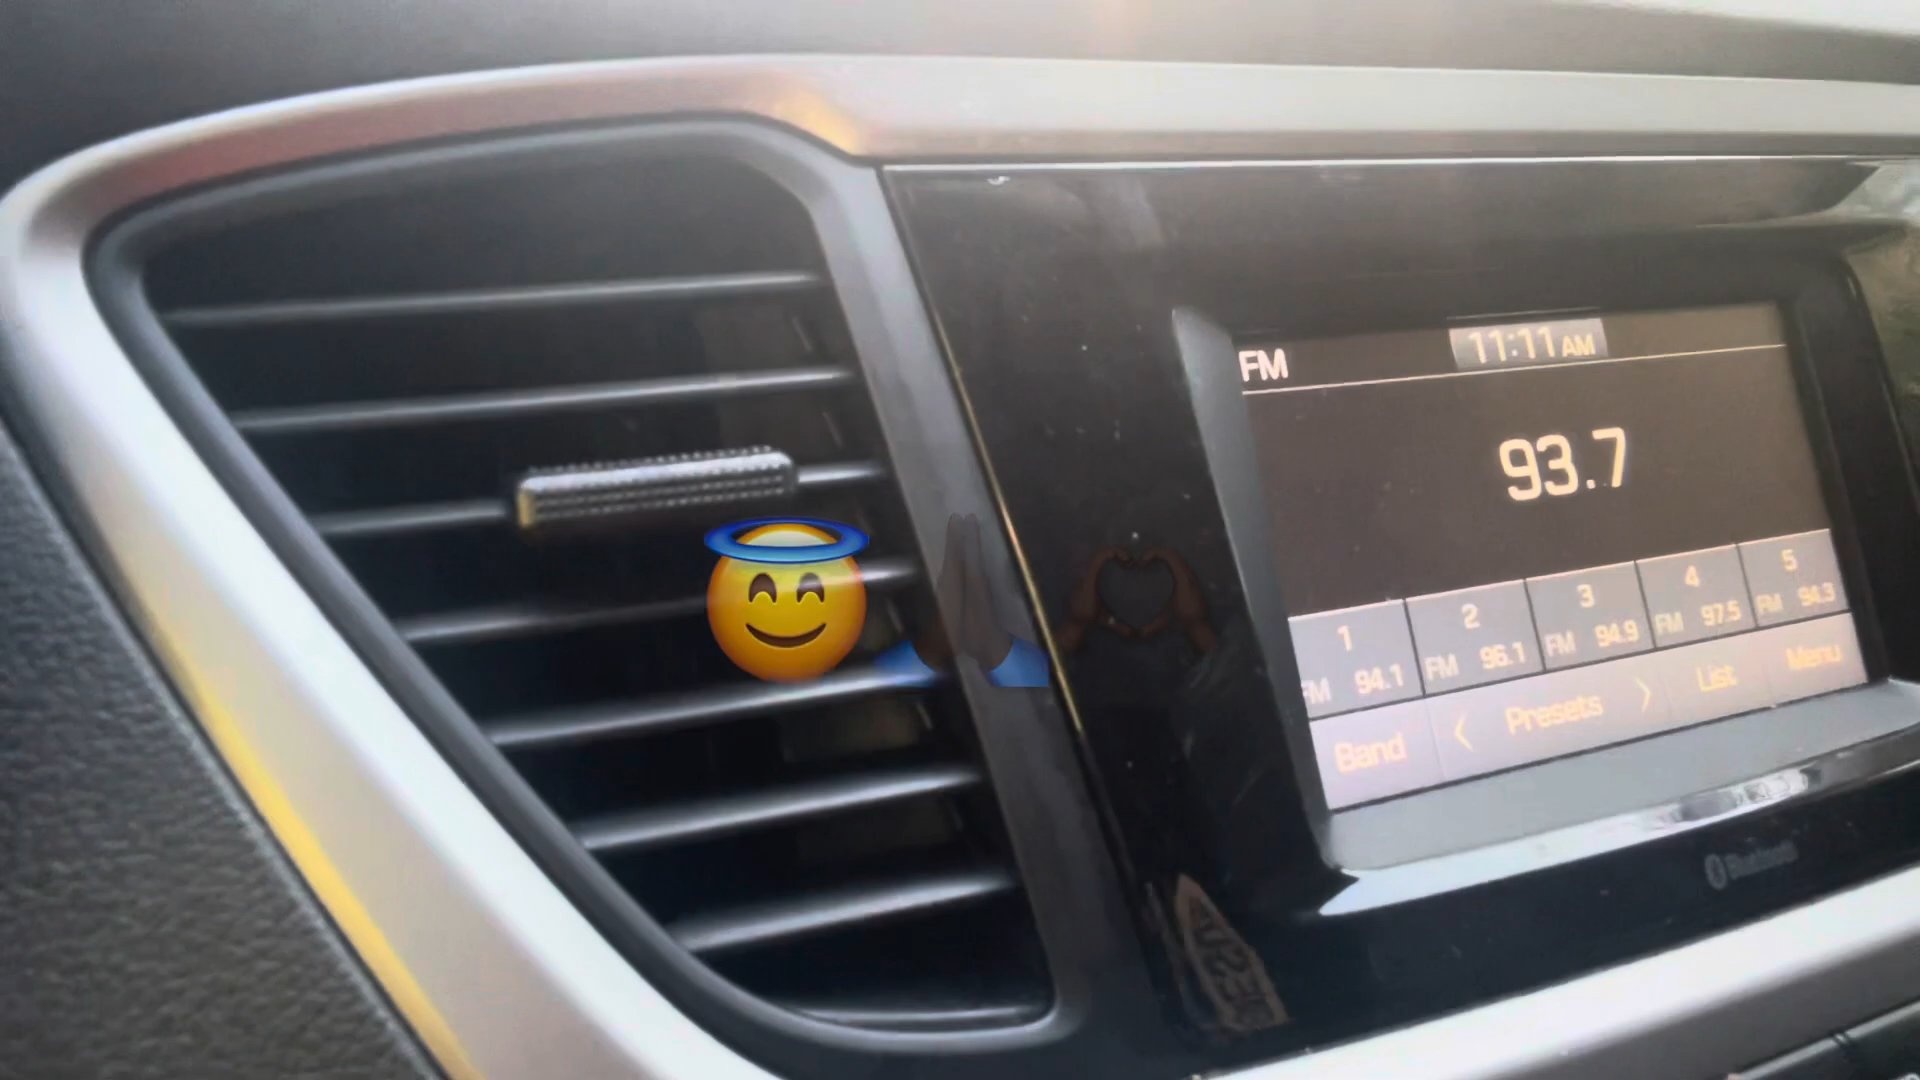 FM 11:11 AM
93.7
1 2 3 4 5
FM 94.1 FM 96.1 FM 94.9 FM 97.5 FM 94.3
Band < Presets > List Menu
Bluetooth